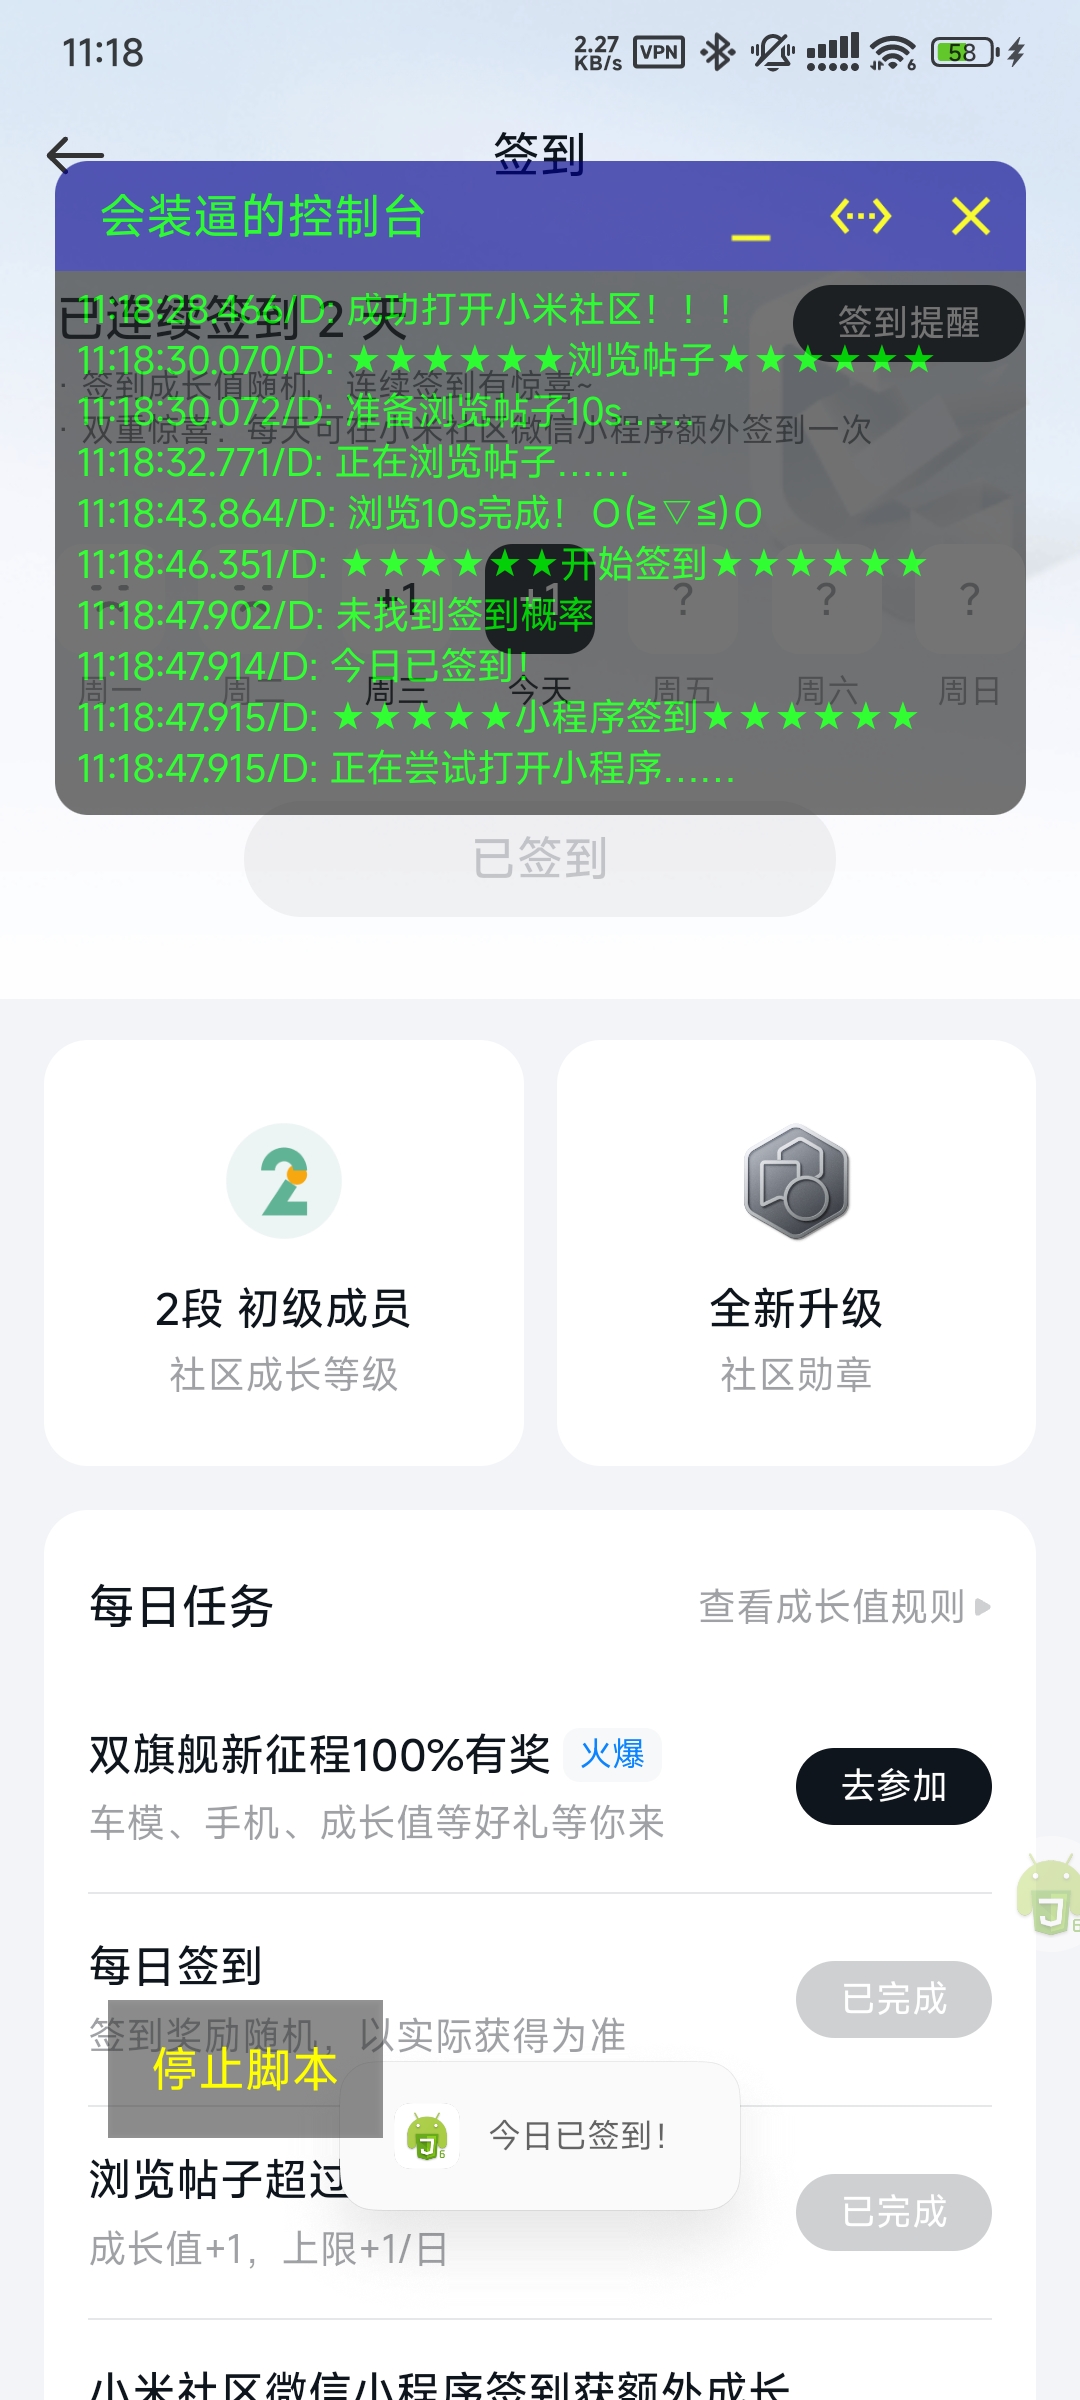 11:18
2.27 KB/s VPN 6 58
签到
会装逼的控制台
已连续签到 2 天
签到提醒
11:18:28.466/D: 成功打开小米社区！！！
11:18:30.070/D: ★★★★★★浏览帖子★★★★★★
· 签到成长值随机，连续签到有惊喜~
11:18:30.072/D: 准备浏览帖子10s......
· 双重惊喜：每天可在小米社区微信小程序额外签到一次
11:18:32.771/D: 正在浏览帖子......
11:18:43.864/D: 浏览10s完成！O(≧▽≦)O
11:18:46.351/D: ★★★★★★开始签到★★★★★★
+1 +1 ? ? ?
11:18:47.902/D: 未找到签到概率
11:18:47.914/D: 今日已签到！
周一 周二 周三 今天 周五 周六 周日
11:18:47.915/D: ★★★★★小程序签到★★★★★★
11:18:47.915/D: 正在尝试打开小程序......
已签到
2
2段 初级成员
社区成长等级
全新升级
社区勋章
每日任务
查看成长值规则
双旗舰新征程100%有奖 火爆
车模、手机、成长值等好礼等你来
去参加
每日签到
签到奖励随机，以实际获得为准
已完成
停止脚本
今日已签到！
浏览帖子超过
成长值+1，上限+1/日
已完成
小米社区微信小程序签到获额外成长